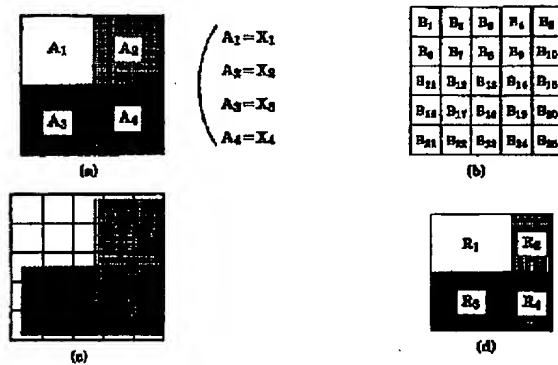 A₁ A₂
A₃ A₄
(a)
A₁=X₁
A₂=X₂
A₃=X₃
A₄=X₄
B₁ B₂ B₃ B₄ B₅
B₆ B₇ B₈ B₉ B₁₀
B₁₁ B₁₂ B₁₃ B₁₄ B₁₅
B₁₆ B₁₇ B₁₈ B₁₉ B₂₀
B₂₁ B₂₂ B₂₃ B₂₄ B₂₅
(b)
(c)
R₁ R₂
R₃ R₄
(d)